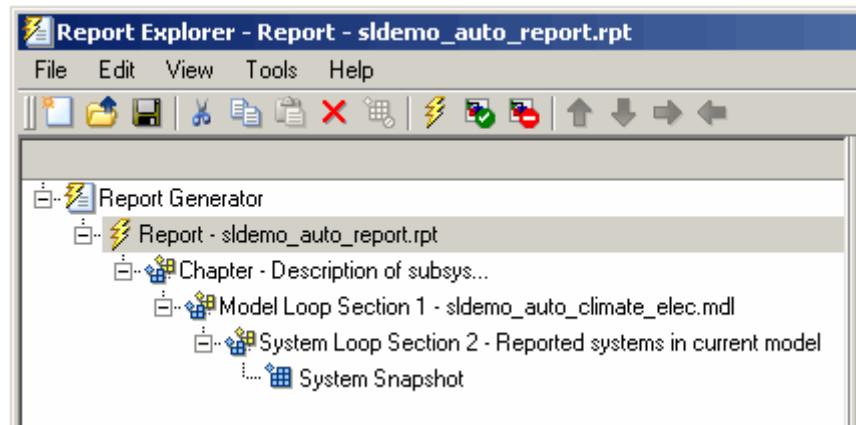 Report Explorer - Report - sldemo_auto_report.rpt
File Edit View Tools Help
Report Generator
Report - sldemo_auto_report.rpt
Chapter - Description of subsys...
Model Loop Section 1 - sldemo_auto_climate_elec.mdl
System Loop Section 2 - Reported systems in current model
System Snapshot